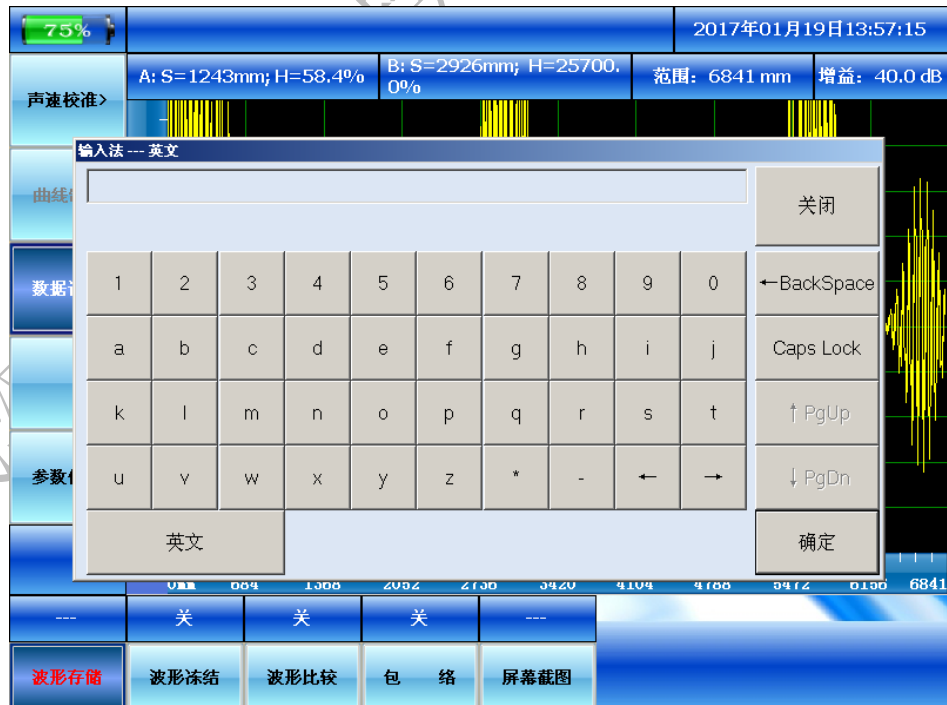 75%
2017年01月19日13:57:15
声速校准>
A: S=1243mm; H=58.4%
B: S=2926mm; H=25700.
0%
范围: 6841 mm
增益: 40.0 dB
输入法 --- 英文
曲线
关闭
数据
1 2 3 4 5 6 7 8 9 0 ←BackSpace
a b c d e f g h i j Caps Lock
k l m n o p q r s t ↑ PgUp
参数
u v w x y z * - ← → ↓ PgDn
英文
确定
0mm 684 1368 2052 2736 3420 4104 4788 5472 6156 6841
--- 关 关 关 ---
波形存储 波形冻结 波形比较 包 络 屏幕截图